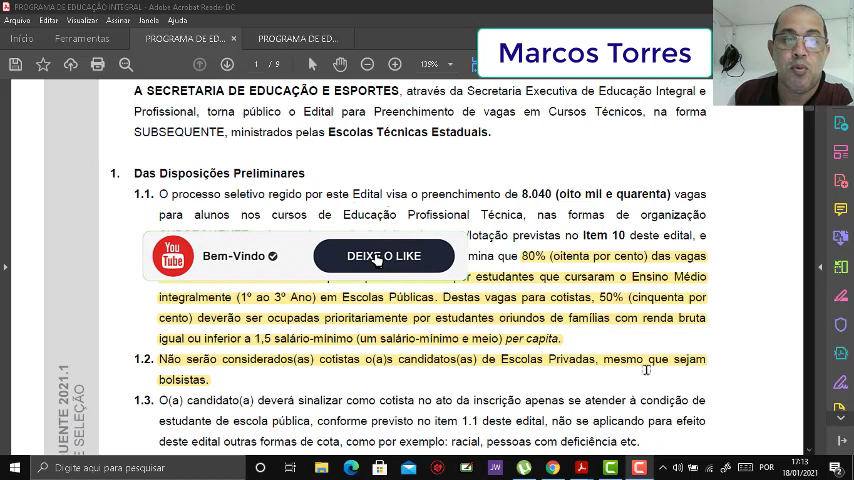 PROGRAMA DE EDUCAÇÃO INTEGRAL - Adobe Acrobat Reader DC
Arquivo Editar Visualizar Assinar Janela Ajuda
Início Ferramentas PROGRAMA DE ED... × PROGRAMA DE ED...
1 / 9 139%
Marcos Torres
A SECRETARIA DE EDUCAÇÃO E ESPORTES, através da Secretaria Executiva de Educação Integral e
Profissional, torna público o Edital para Preenchimento de vagas em Cursos Técnicos, na forma
SUBSEQUENTE, ministrados pelas Escolas Técnicas Estaduais.
1. Das Disposições Preliminares
1.1. O processo seletivo regido por este Edital visa o preenchimento de 8.040 (oito mil e quarenta) vagas
para alunos nos cursos de Educação Profissional Técnica, nas formas de organização
/lotação previstas no Item 10 deste edital, e
You Tube Bem-Vindo DEIXE O LIKE
mina que 80% (oitenta por cento) das vagas
por estudantes que cursaram o Ensino Médio
integralmente (1º ao 3º Ano) em Escolas Públicas. Destas vagas para cotistas, 50% (cinquenta por
cento) deverão ser ocupadas prioritariamente por estudantes oriundos de famílias com renda bruta
igual ou inferior a 1,5 salário-mínimo (um salário-mínimo e meio) per capita.
1.2. Não serão considerados(as) cotistas o(a)s candidatos(as) de Escolas Privadas, mesmo que sejam
bolsistas.
1.3. O(a) candidato(a) deverá sinalizar como cotista no ato da inscrição apenas se atender à condição de
estudante de escola pública, conforme previsto no item 1.1 deste edital, não se aplicando para efeito
deste edital outras formas de cota, como por exemplo: racial, pessoas com deficiência etc.
UENTE 2021.1
SELEÇÃO
Digite aqui para pesquisar
JW
POR
17:13
18/01/2021
2